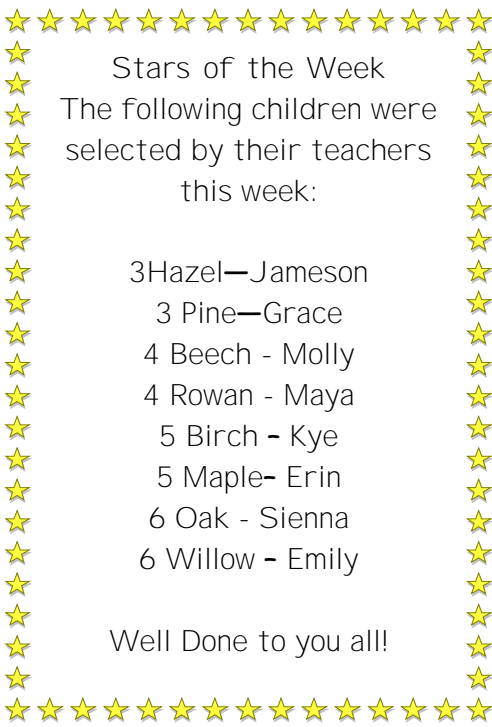 Stars of the Week
The following children were
selected by their teachers
this week:
3Hazel—Jameson
3 Pine—Grace
4 Beech - Molly
4 Rowan - Maya
5 Birch – Kye
5 Maple– Erin
6 Oak - Sienna
6 Willow – Emily
Well Done to you all!